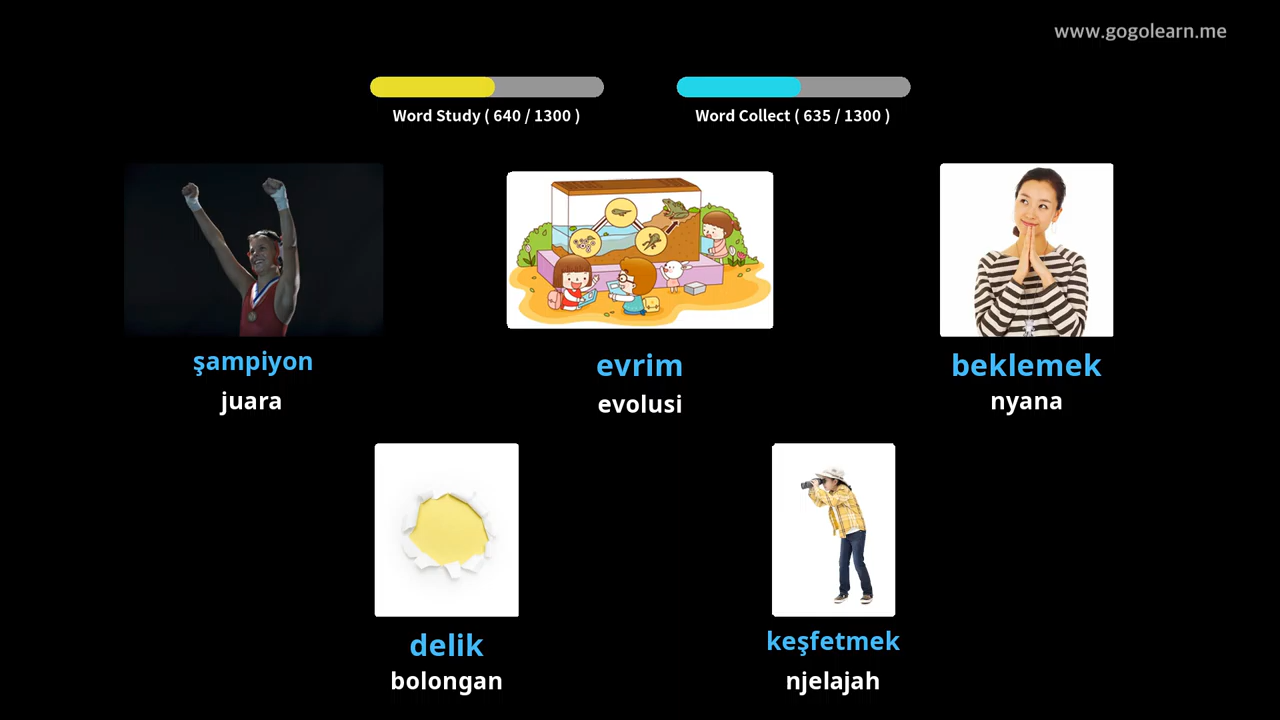 www.gogolearn.me
Word Study ( 640 / 1300 )
Word Collect ( 635 / 1300 )
şampiyon
juara
evrim
evolusi
beklemek
nyana
delik
bolongan
keşfetmek
njelajah